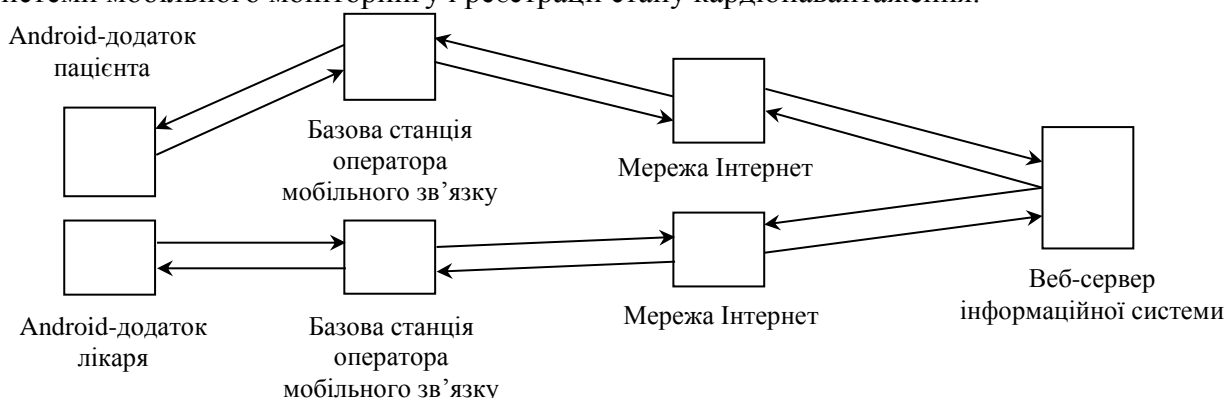 системи мобільного моніторингу і реєстрації стану кардіонавантаження.
Android-додаток
пацієнта
Базова станція
оператора
мобільного зв’язку
Мережа Інтернет
Веб-сервер
інформаційної системи
Android-додаток
лікаря
Базова станція
оператора
мобільного зв’язку
Мережа Інтернет